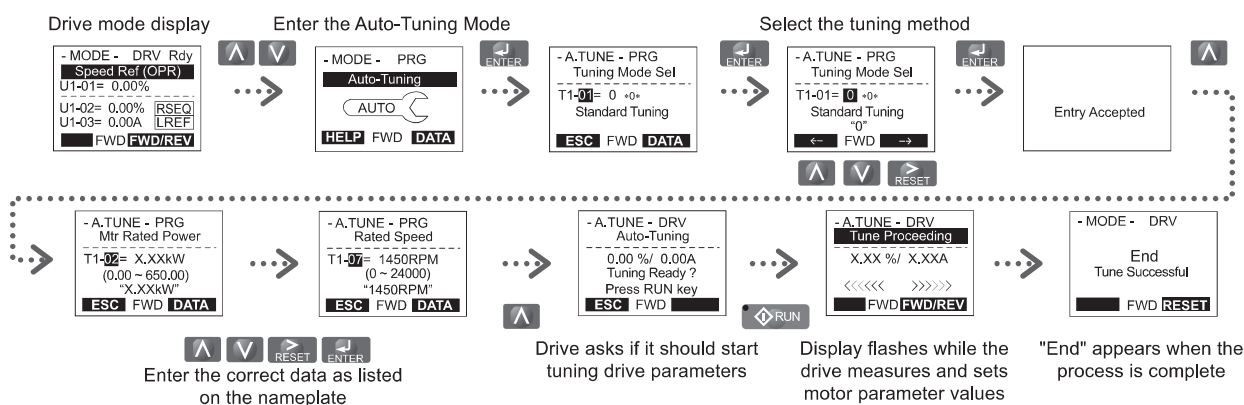 Drive mode display
- MODE -  DRV  Rdy
Speed Ref (OPR)
U1-01=  0.00%
U1-02=  0.00%  RSEQ
U1-03=  0.00A  LREF
FWD  FWD/REV
Enter the Auto-Tuning Mode
- MODE -  PRG
Auto-Tuning
AUTO
HELP  FWD  DATA
ENTER
- A.TUNE -  PRG
Tuning Mode Sel
T1-01=  0  *0*
Standard Tuning
ESC  FWD  DATA
ENTER
Select the tuning method
- A.TUNE -  PRG
Tuning Mode Sel
T1-01=  0  *0*
Standard Tuning
"0"
←  FWD  →
RESET
ENTER
Entry Accepted
- A.TUNE -  PRG
Mtr Rated Power
T1-02=  X.XXkW
(0.00 ~ 650.00)
"X.XXkW"
ESC  FWD  DATA
- A.TUNE -  PRG
Rated Speed
T1-07=  1450RPM
(0 ~ 24000)
"1450RPM"
ESC  FWD  DATA
RESET  ENTER
Enter the correct data as listed
on the nameplate
- A.TUNE -  DRV
Auto-Tuning
0.00 %/  0.00A
Tuning Ready ?
Press RUN key
ESC  FWD
Drive asks if it should start
tuning drive parameters
RUN
- A.TUNE -  DRV
Tune Proceeding
X.XX %/  X.XXA
<<<<<<  >>>>>>
FWD  FWD/REV
Display flashes while the
drive measures and sets
motor parameter values
- MODE -  DRV
End
Tune Successful
FWD  RESET
"End" appears when the
process is complete